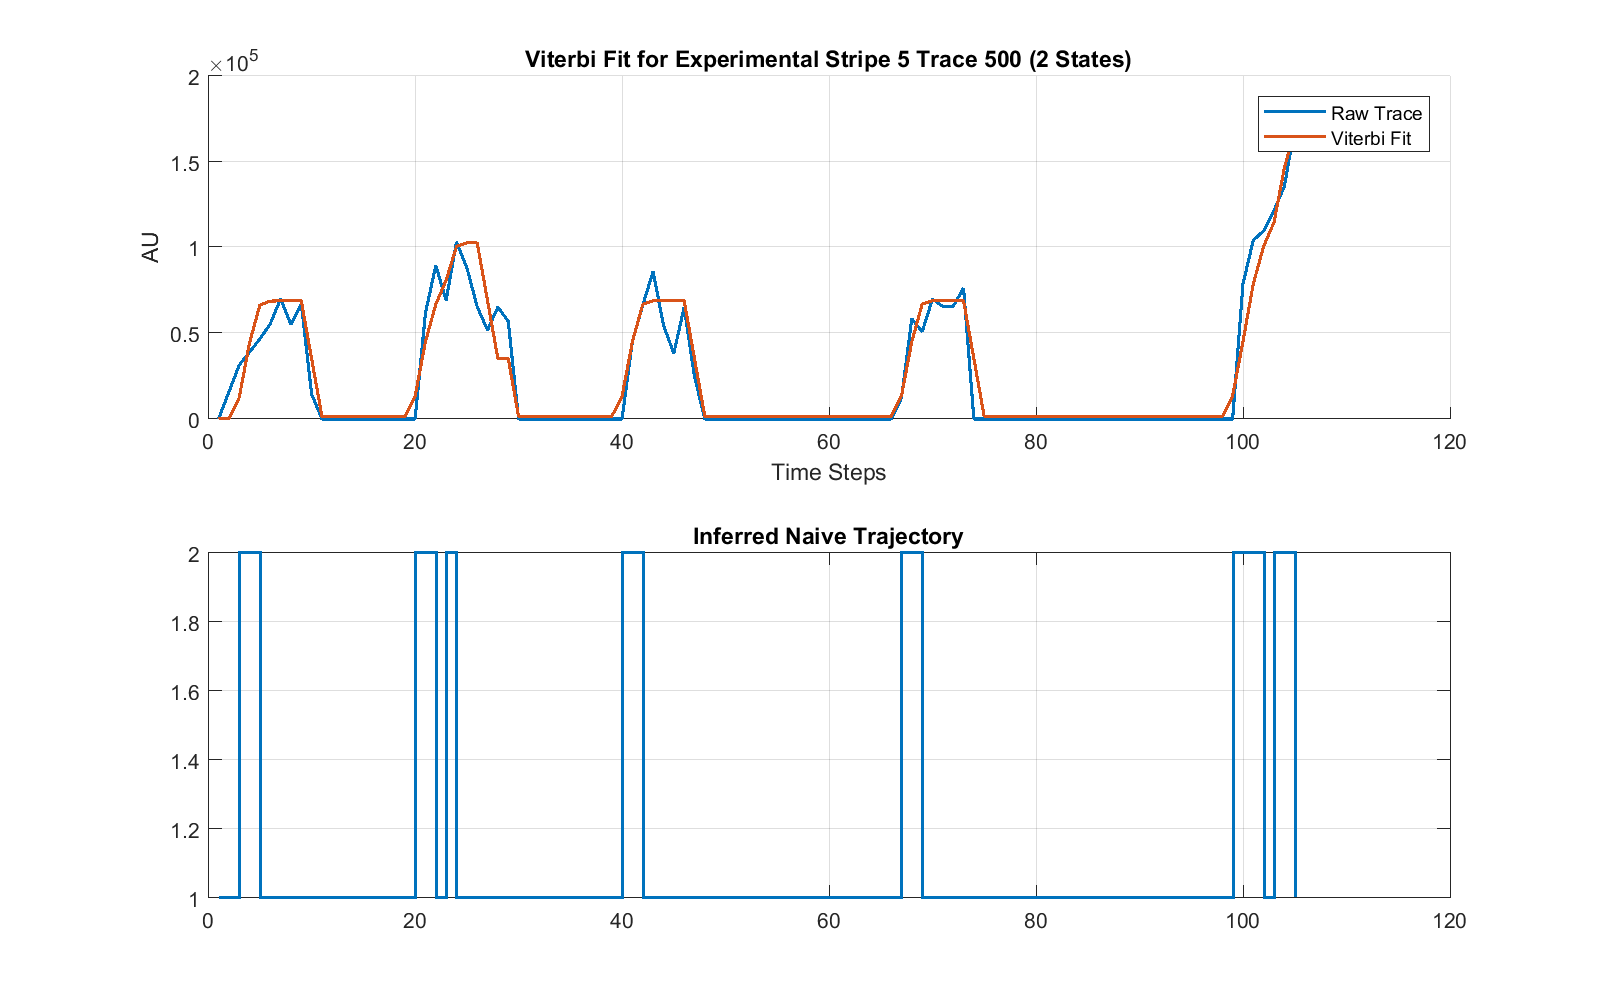 Viterbi Fit for Experimental Stripe 5 Trace 500 (2 States)
×10^5
2
1.5
1
0.5
0
AU
Raw Trace
Viterbi Fit
0 20 40 60 80 100 120
Time Steps
Inferred Naive Trajectory
2
1.8
1.6
1.4
1.2
1
0 20 40 60 80 100 120